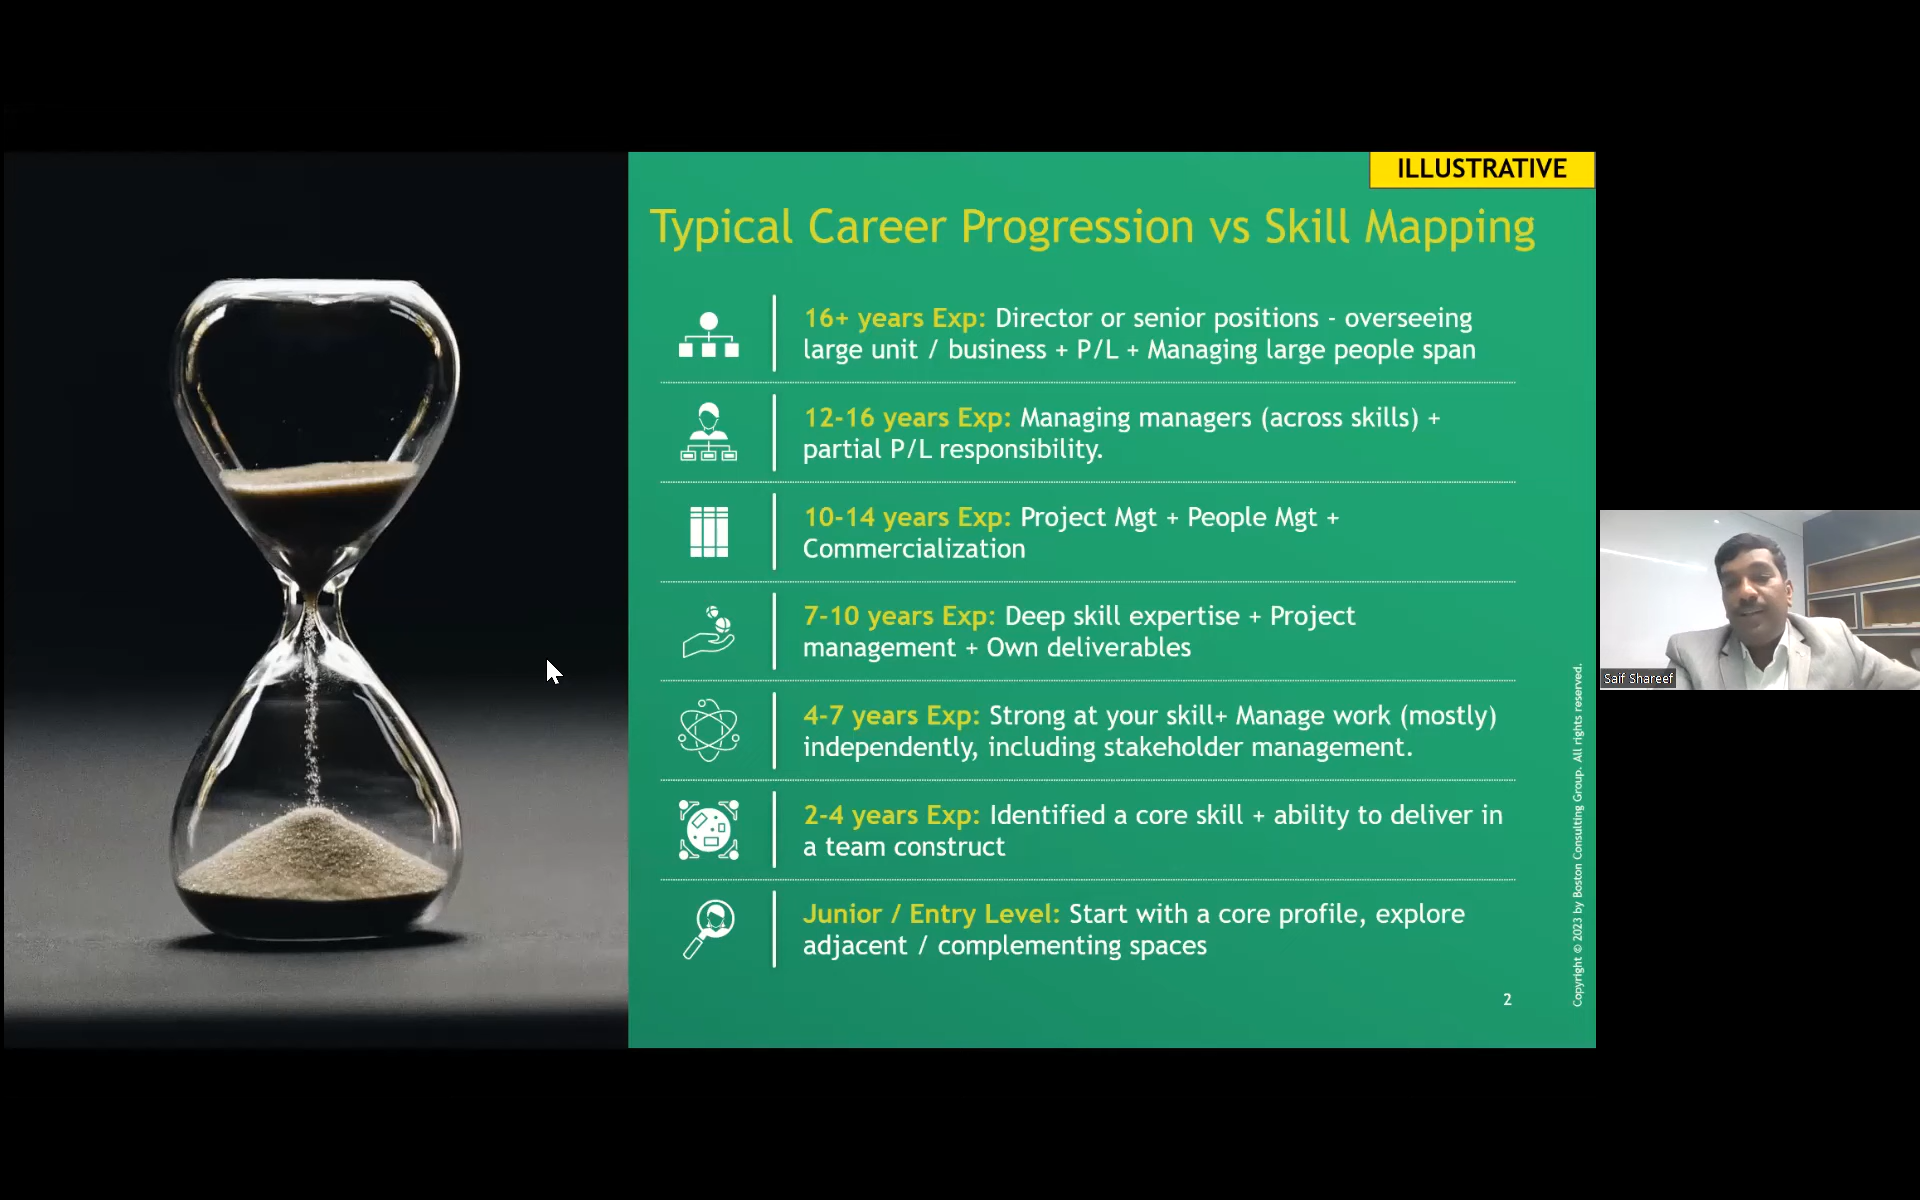 ILLUSTRATIVE
Typical Career Progression vs Skill Mapping
16+ years Exp: Director or senior positions - overseeing
large unit / business + P/L + Managing large people span
12-16 years Exp: Managing managers (across skills) +
partial P/L responsibility.
10-14 years Exp: Project Mgt + People Mgt +
Commercialization
7-10 years Exp: Deep skill expertise + Project
management + Own deliverables
4-7 years Exp: Strong at your skill+ Manage work (mostly)
independently, including stakeholder management.
2-4 years Exp: Identified a core skill + ability to deliver in
a team construct
Junior / Entry Level: Start with a core profile, explore
adjacent / complementing spaces
2
Copyright © 2023 by Boston Consulting Group. All rights reserved.
Saif Shareef